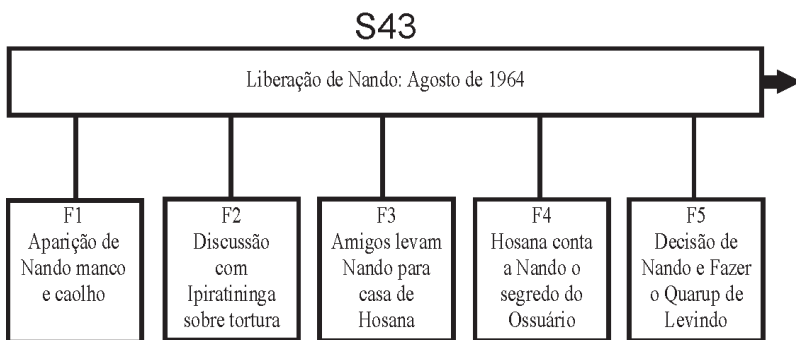 S43
Liberação de Nando: Agosto de 1964
F1
Aparição de
Nando manco
e caolho
F2
Discussão
com
Ipiratininga
sobre tortura
F3
Amigos levam
Nando para
casa de
Hosana
F4
Hosana conta
a Nando o
segredo do
Ossuário
F5
Decisão de
Nando e Fazer
o Quarup de
Levindo